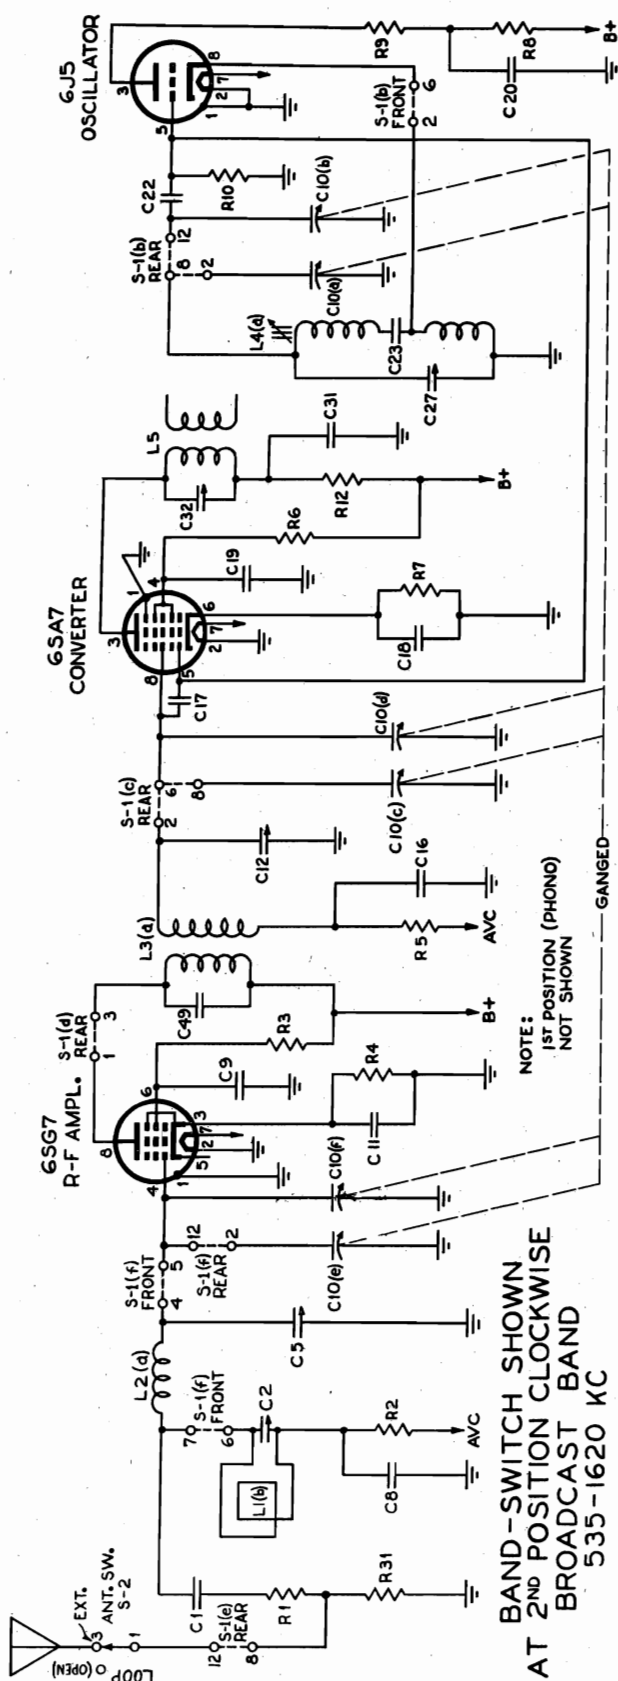 EXT.
3
ANT. SW.
S-2
LOOP
(OPEN)
1
12
S-1(e)
REAR
8
C1
R1
R31
L2(a)
7
S-1(f)
FRONT
6
L1(b)
C2
C8
R2
AVC
S-1(f)
FRONT
4
5
C5
12
S-1(f)
REAR
2
C10(e)
C10(f)
6SG7
R-F AMPL.
8
4
1
5
2
7
3
6
C9
C11
R4
R3
B+
S-1(d)
REAR
1
3
C49
L3(a)
R5
C16
AVC
C12
S-1(c)
REAR
2
6
8
C10(c)
C10(d)
C17
6SA7
CONVERTER
3
8
5
2
7
6
4
1
C19
C18
R7
R6
R12
B+
C32
L5
C31
L4(a)
C27
C23
S-1(b)
REAR
8
12
2
C10(a)
C10(b)
C22
R10
6J5
OSCILLATOR
3
5
1
2
7
8
S-1(b)
FRONT
2
6
R9
C20
R8
B+
GANGED
NOTE:
1ST POSITION (PHONO)
NOT SHOWN
BAND-SWITCH SHOWN
AT 2ND POSITION CLOCKWISE
BROADCAST BAND
535-1620 KC